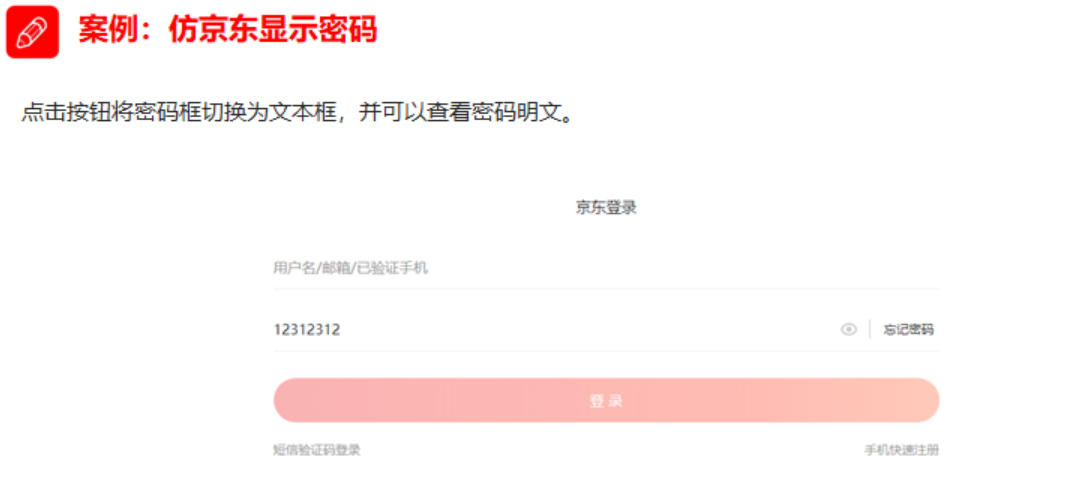 案例：仿京东显示密码
点击按钮将密码框切换为文本框，并可以查看密码明文。
京东登录
用户名/邮箱/已验证手机
12312312 忘记密码
登 录
短信验证码登录 手机快速注册